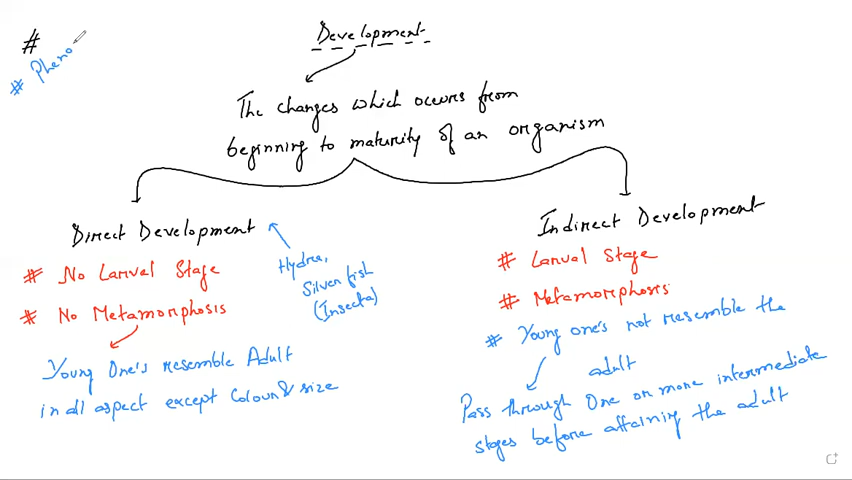 #
# Pheno
Development
The changes which occurs from
beginning to maturity of an organism
Direct Development
# No Larval Stage
# No Metamorphosis
Young One's resemble Adult
in all aspect except Colour & size
Hydra,
Silver fish
(Insecta)
Indirect Development
# Larval Stage
# Metamorphosis
# Young one's not resemble the
adult
Pass through One or more intermediate
stages before attaining the adult